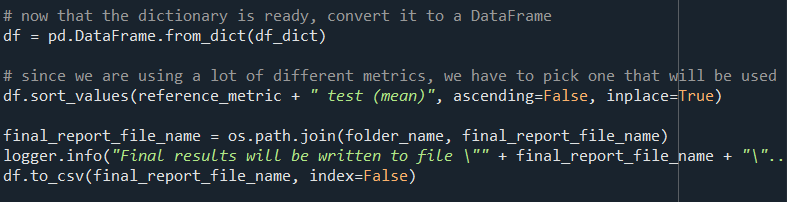 # now that the dictionary is ready, convert it to a DataFrame
df = pd.DataFrame.from_dict(df_dict)
# since we are using a lot of different metrics, we have to pick one that will be used
df.sort_values(reference_metric + " test (mean)", ascending=False, inplace=True)
final_report_file_name = os.path.join(folder_name, final_report_file_name)
logger.info("Final results will be written to file \"" + final_report_file_name + "\"..
df.to_csv(final_report_file_name, index=False)